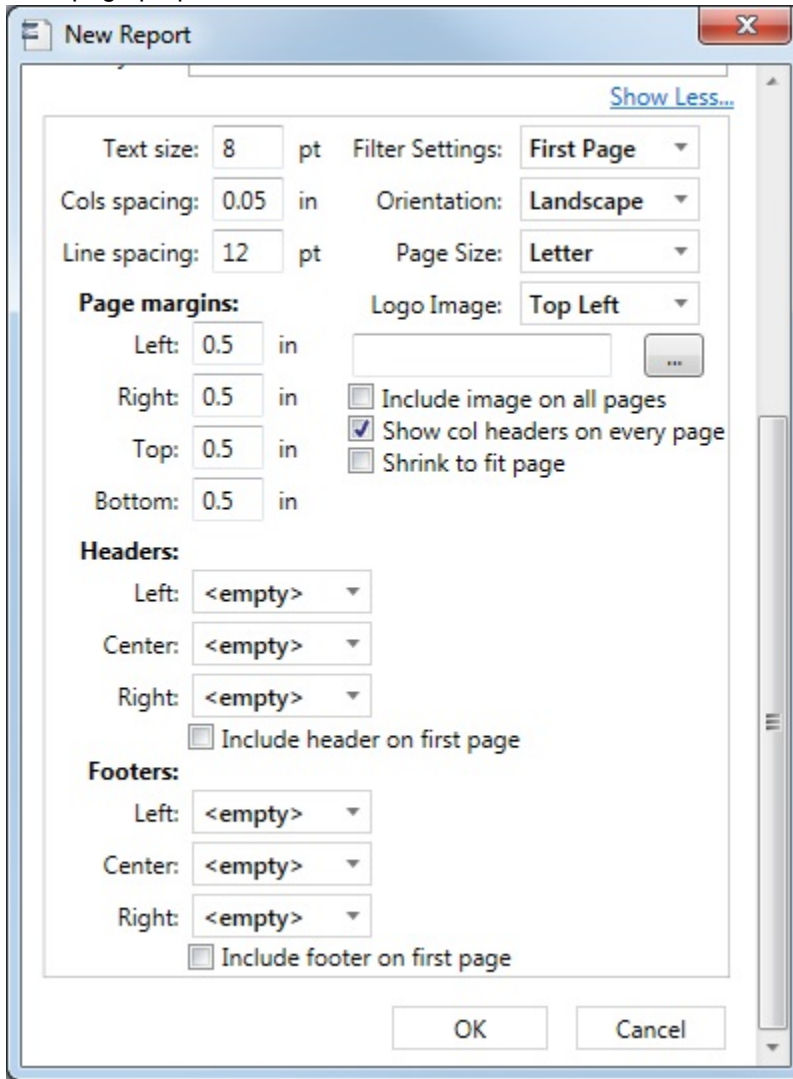 New Report
Show Less...
Text size: 8 pt Filter Settings: First Page
Cols spacing: 0.05 in Orientation: Landscape
Line spacing: 12 pt Page Size: Letter
Page margins: Logo Image: Top Left
Left: 0.5 in ...
Right: 0.5 in Include image on all pages
Show col headers on every page
Top: 0.5 in Shrink to fit page
Bottom: 0.5 in
Headers:
Left: <empty>
Center: <empty>
Right: <empty>
Include header on first page
Footers:
Left: <empty>
Center: <empty>
Right: <empty>
Include footer on first page
OK Cancel